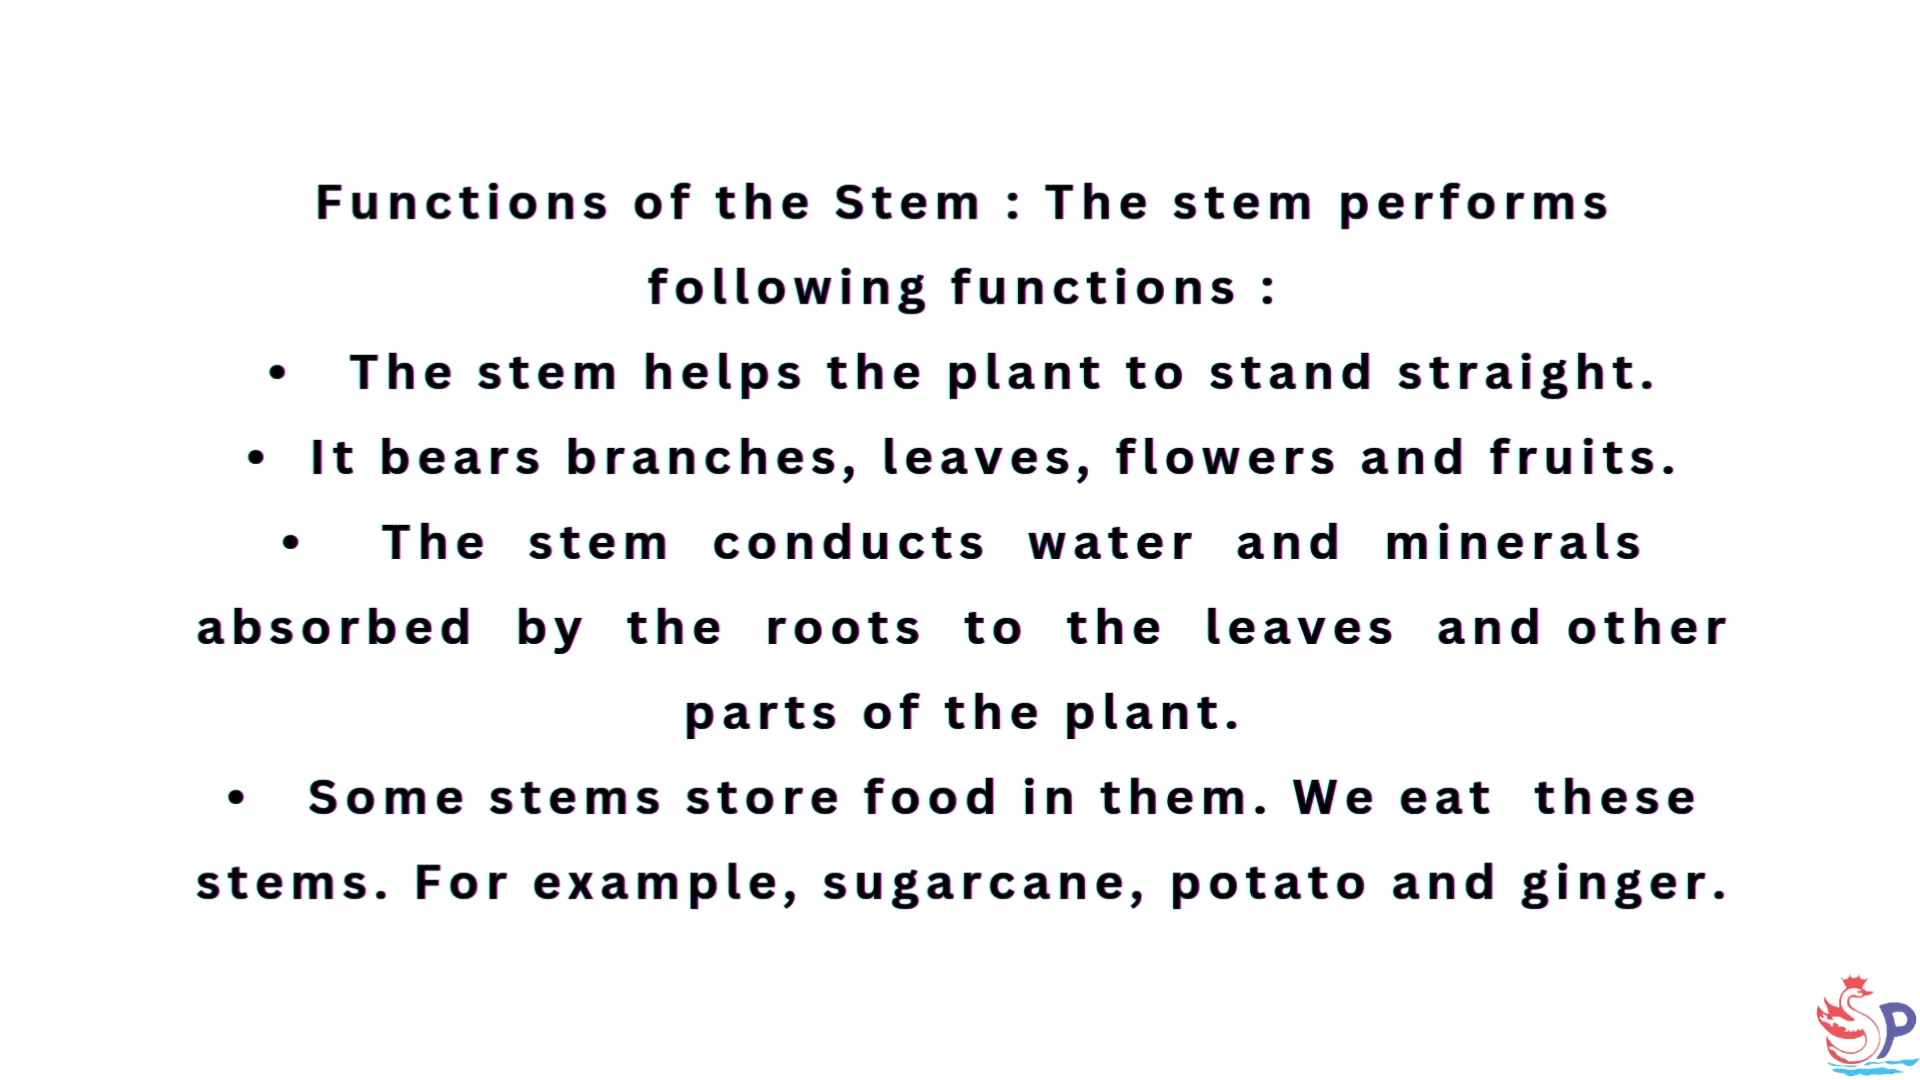 Functions of the Stem : The stem performs
following functions :
• The stem helps the plant to stand straight.
• It bears branches, leaves, flowers and fruits.
• The stem conducts water and minerals
absorbed by the roots to the leaves and other
parts of the plant.
• Some stems store food in them. We eat these
stems. For example, sugarcane, potato and ginger.
SP